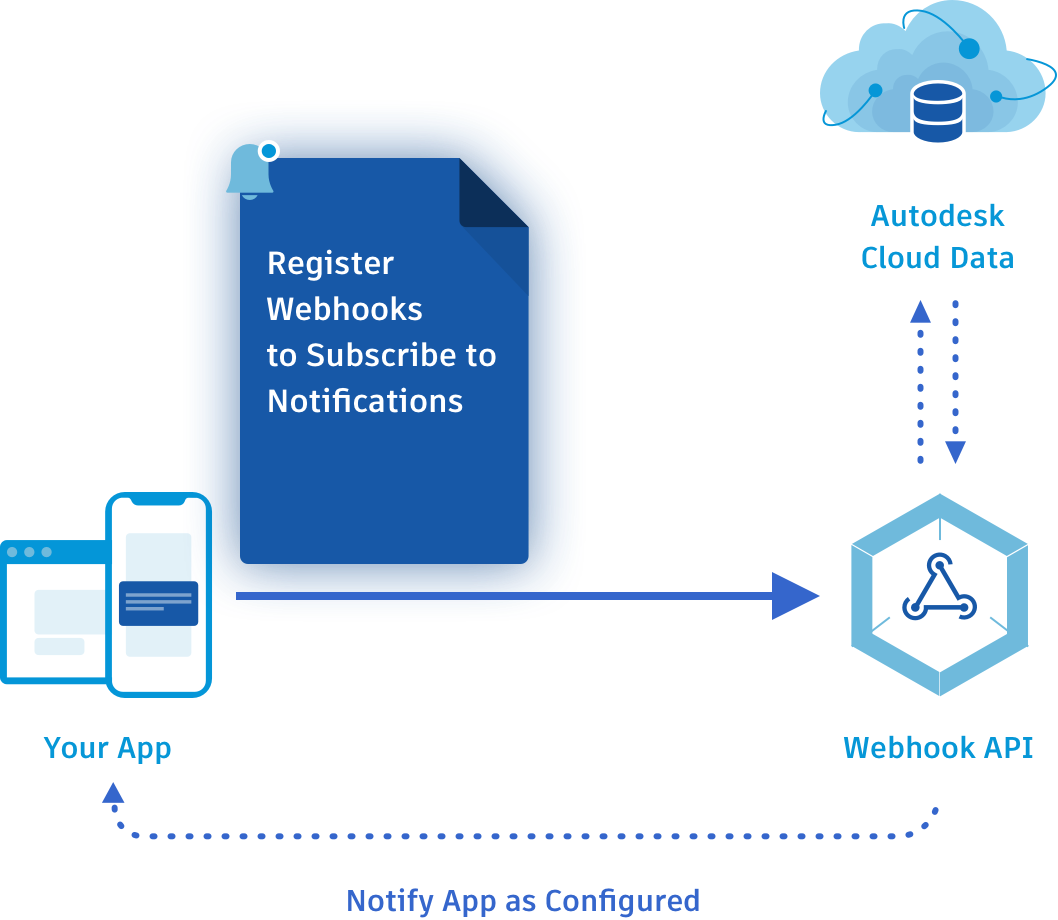 Autodesk
Cloud Data
Register
Webhooks
to Subscribe to
Notifications
Your App
Webhook API
Notify App as Configured